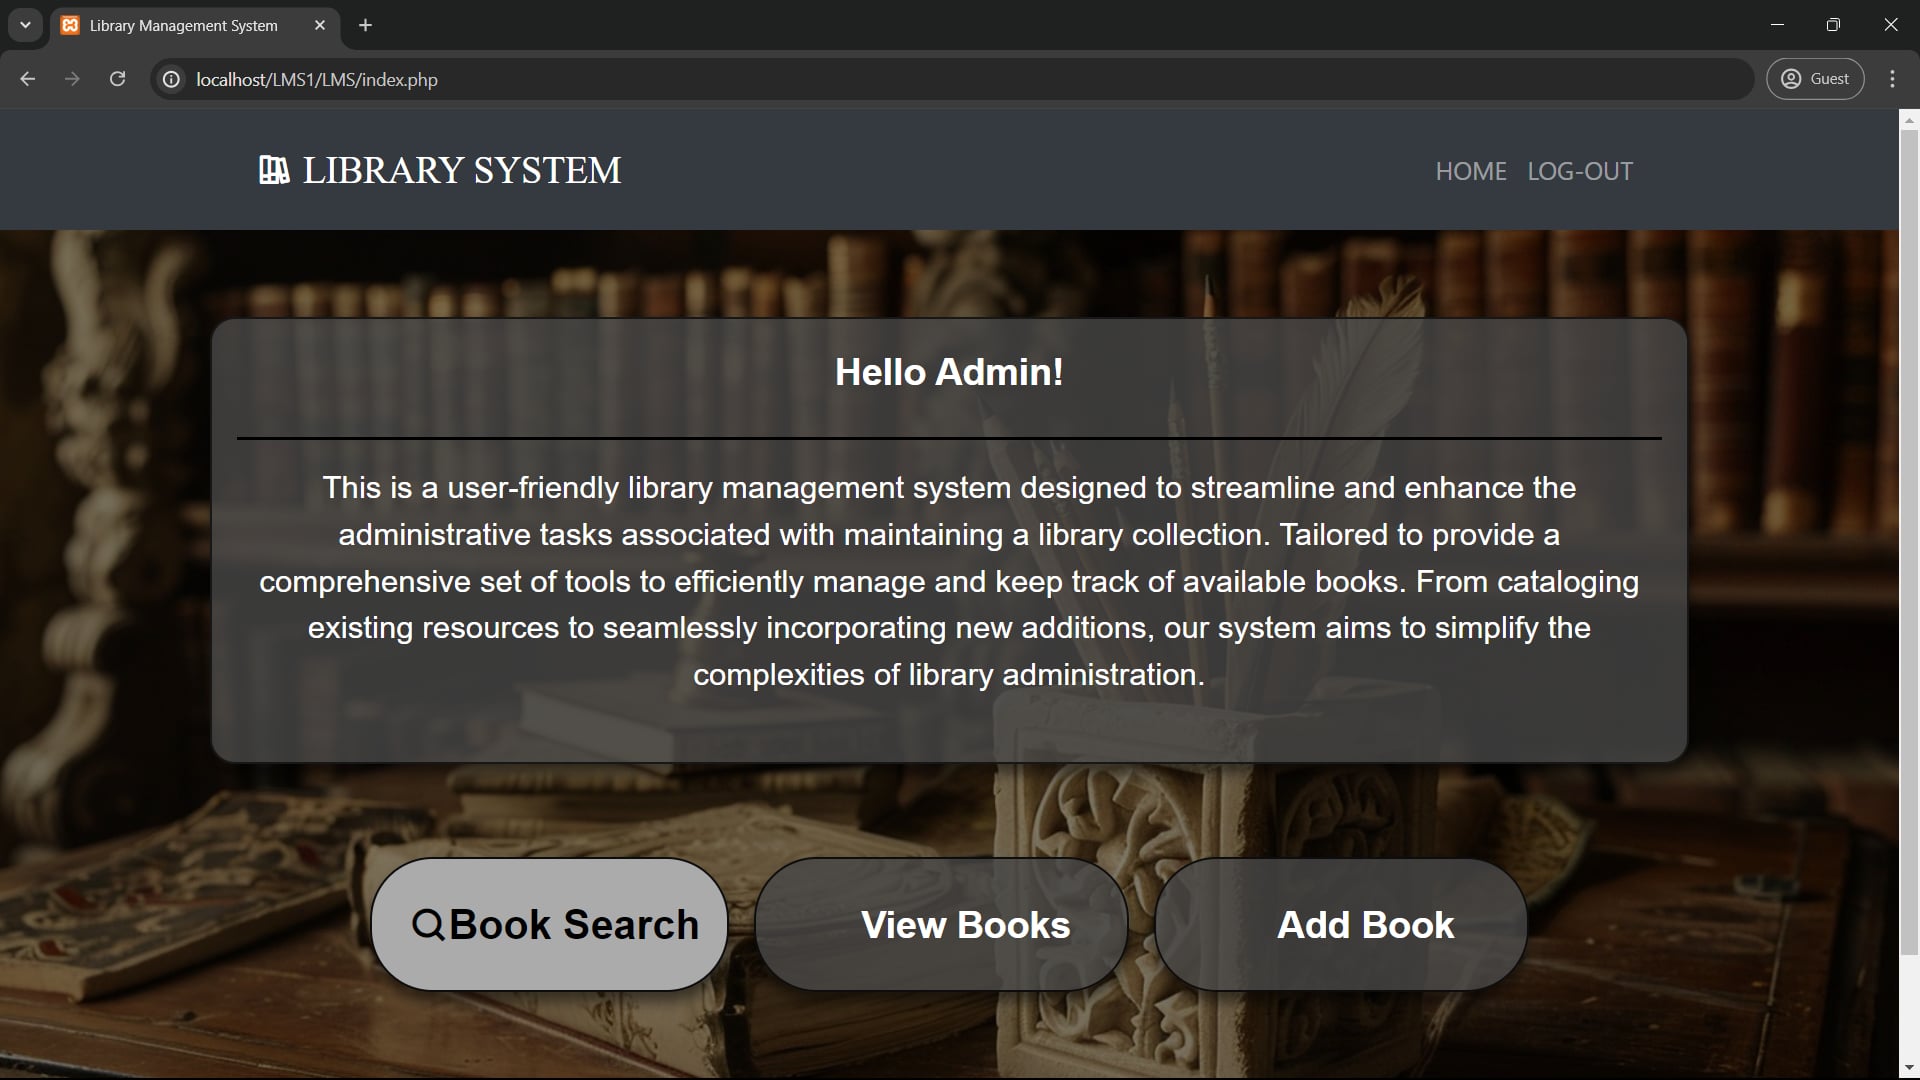 Library Management System
localhost/LMS1/LMS/index.php
Guest
LIBRARY SYSTEM
HOME LOG-OUT
Hello Admin!
This is a user-friendly library management system designed to streamline and enhance the
administrative tasks associated with maintaining a library collection. Tailored to provide a
comprehensive set of tools to efficiently manage and keep track of available books. From cataloging
existing resources to seamlessly incorporating new additions, our system aims to simplify the
complexities of library administration.
Book Search
View Books
Add Book